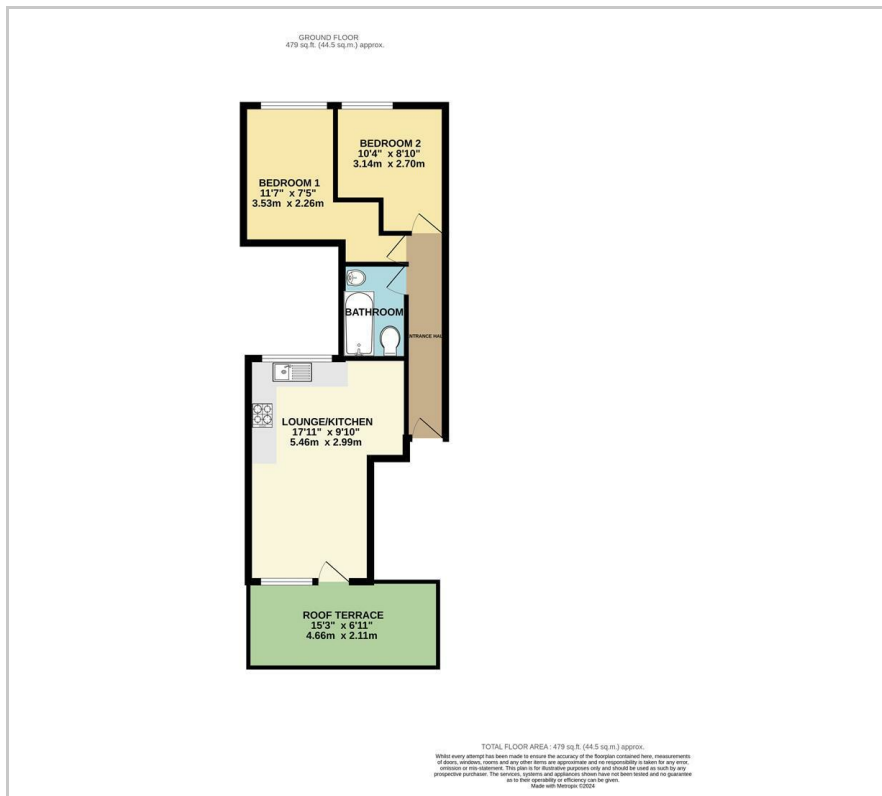 GROUND FLOOR
479 sq.ft. (44.5 sq.m.) approx.
BEDROOM 2
10'4" x 8'10"
3.14m x 2.70m
BEDROOM 1
11'7" x 7'5"
3.53m x 2.26m
BATHROOM
NTRANCE HAL
LOUNGE/KITCHEN
17'11" x 9'10"
5.46m x 2.99m
ROOF TERRACE
15'3" x 6'11"
4.66m x 2.11m
TOTAL FLOOR AREA : 479 sq.ft. (44.5 sq.m.) approx.
Whilst every attempt has been made to ensure the accuracy of the floorplan contained here, measurements
of doors, windows, rooms and any other items are approximate and no responsibility is taken for any error,
omission or mis-statement. This plan is for illustrative purposes only and should be used as such by any
prospective purchaser. The services, systems and appliances shown have not been tested and no guarantee
as to their operability or efficiency can be given.
Made with Metropix ©2024